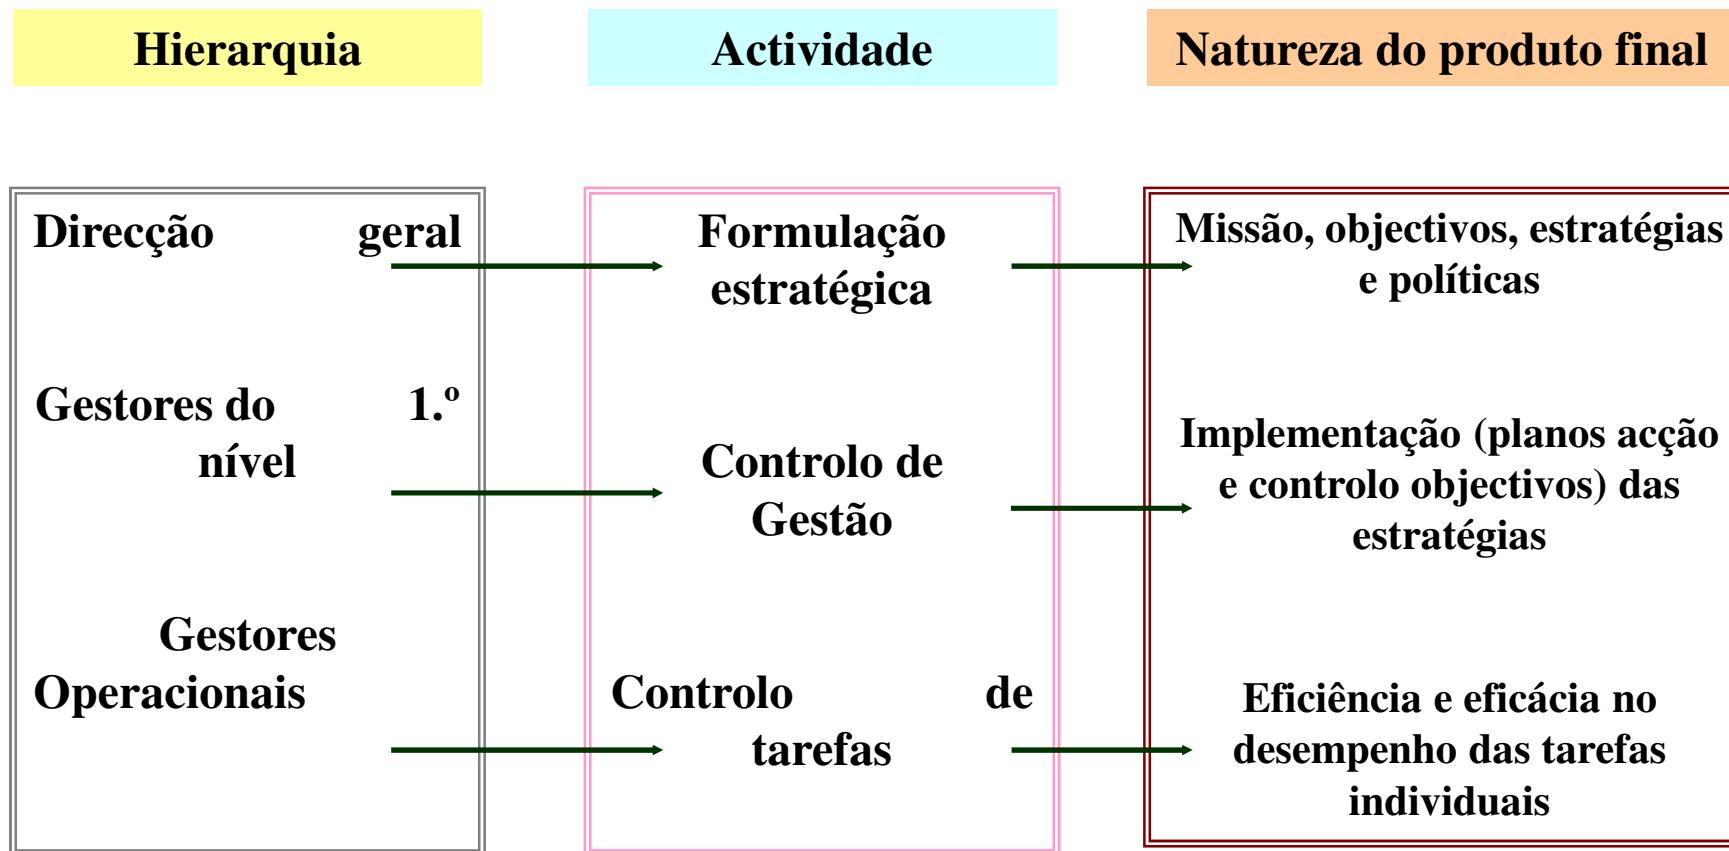 Hierarquia
Actividade
Natureza do produto final
Direcção geral
Gestores do 1.º
nível
Gestores
Operacionais
Formulação
estratégica
Controlo de
Gestão
Controlo de
tarefas
Missão, objectivos, estratégias
e políticas
Implementação (planos acção
e controlo objectivos) das
estratégias
Eficiência e eficácia no
desempenho das tarefas
individuais